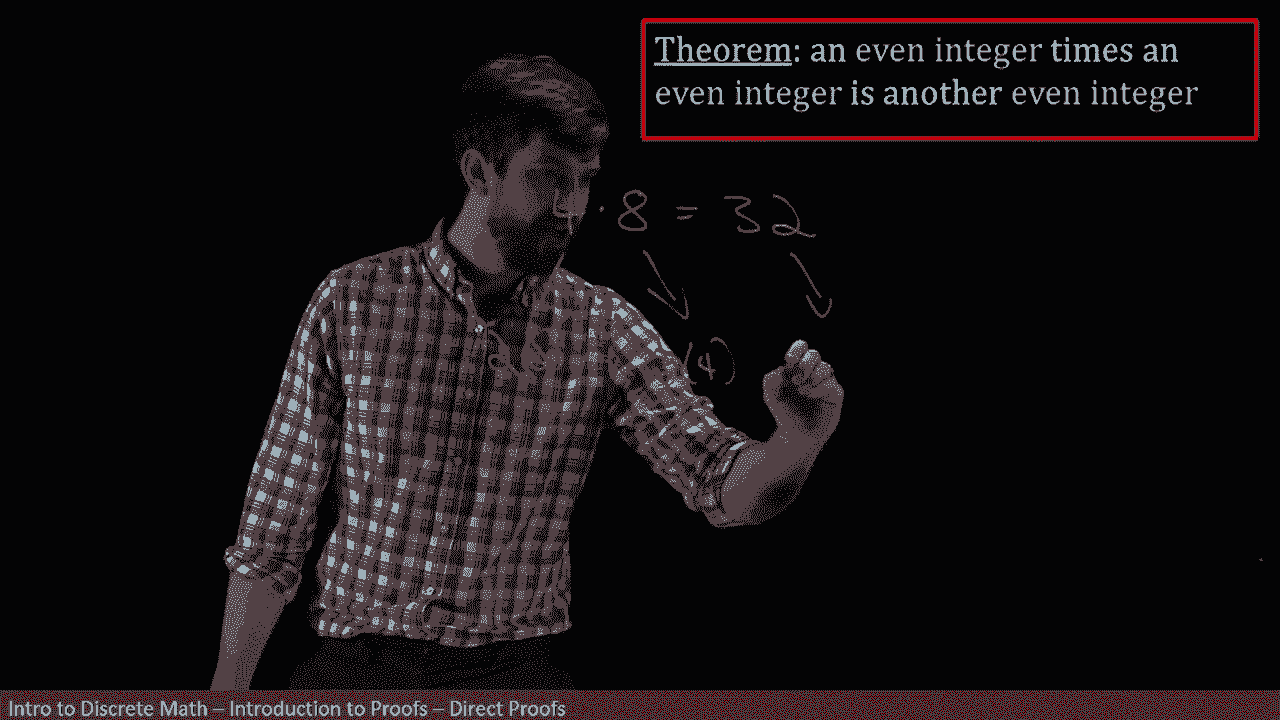 Theorem: an even integer times an
even integer is another even integer
· 8 = 32
(4)
Intro to Discrete Math – Introduction to Proofs – Direct Proofs